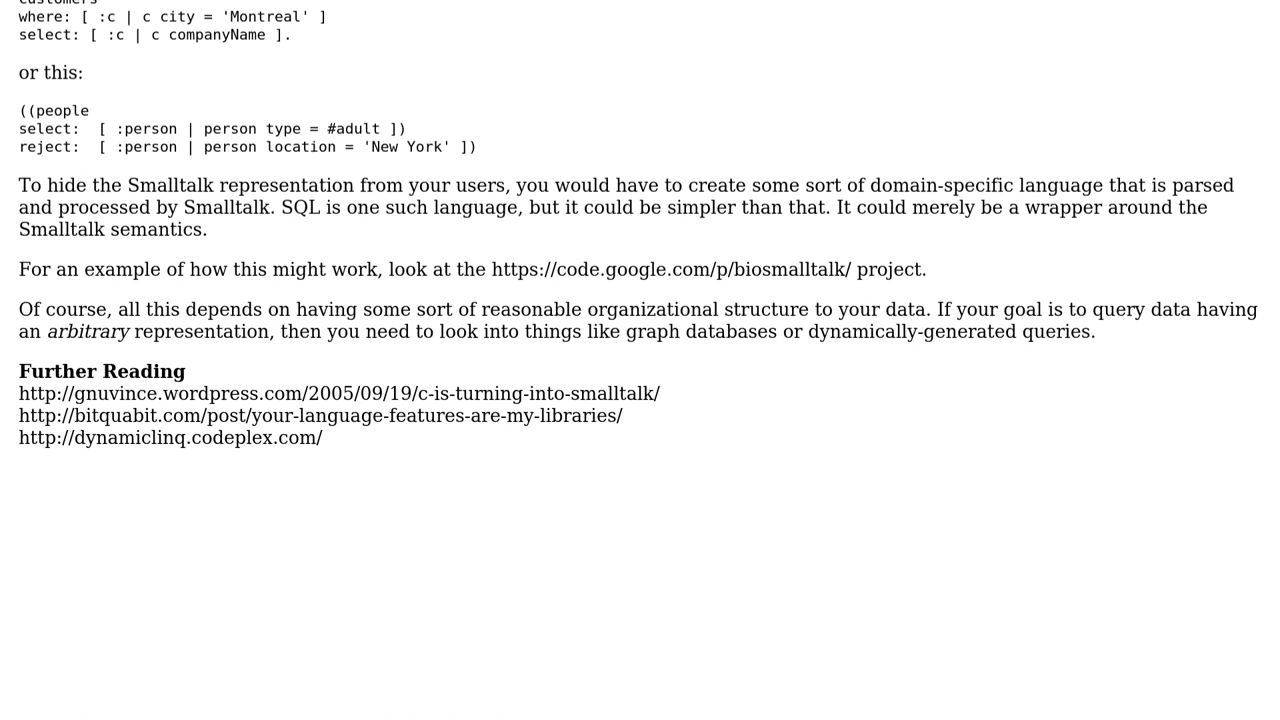 customers
where: [ :c | c city = 'Montreal' ]
select: [ :c | c companyName ].
or this:
((people
select:  [ :person | person type = #adult ])
reject:  [ :person | person location = 'New York' ])
To hide the Smalltalk representation from your users, you would have to create some sort of domain-specific language that is parsed
and processed by Smalltalk. SQL is one such language, but it could be simpler than that. It could merely be a wrapper around the
Smalltalk semantics.
For an example of how this might work, look at the https://code.google.com/p/biosmalltalk/ project.
Of course, all this depends on having some sort of reasonable organizational structure to your data. If your goal is to query data having
an arbitrary representation, then you need to look into things like graph databases or dynamically-generated queries.
Further Reading
http://gnuvince.wordpress.com/2005/09/19/c-is-turning-into-smalltalk/
http://bitquabit.com/post/your-language-features-are-my-libraries/
http://dynamiclinq.codeplex.com/